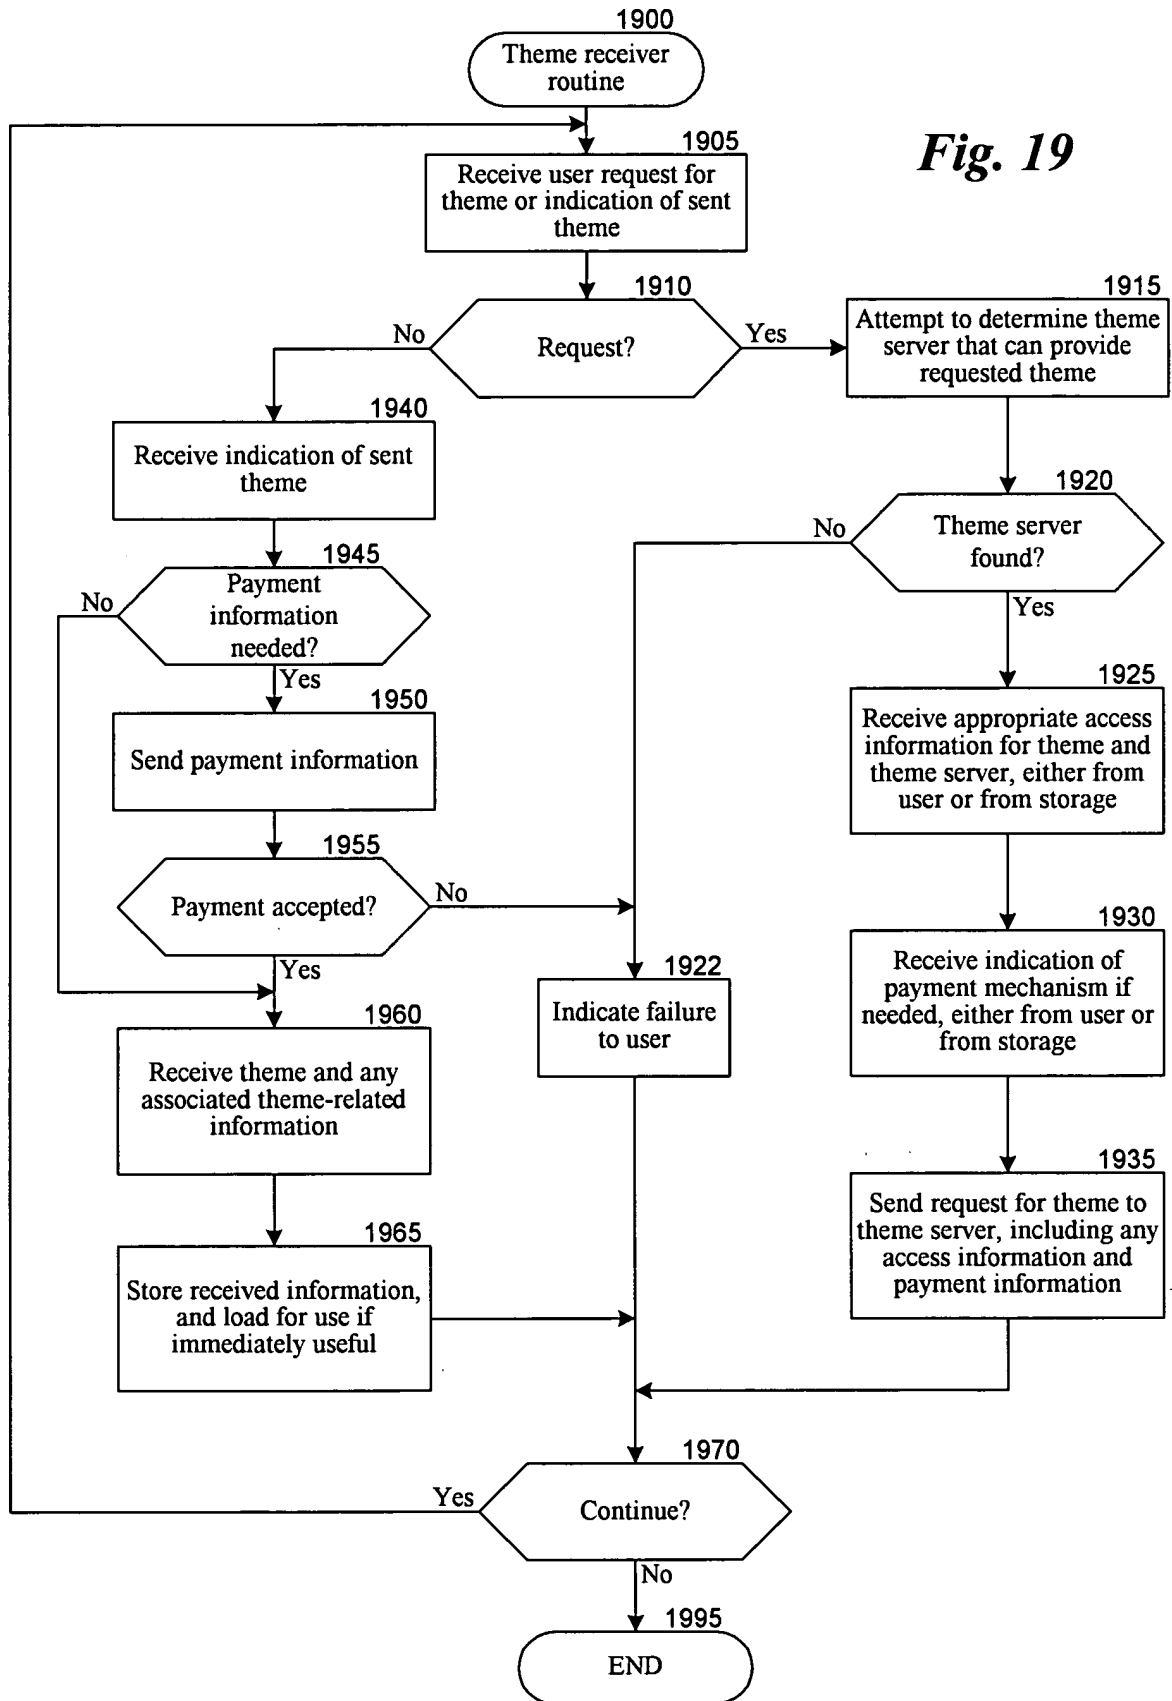 1900
Theme receiver
routine
Fig. 19
1905
Receive user request for
theme or indication of sent
theme
1910
Request?
No
Yes
1915
Attempt to determine theme
server that can provide
requested theme
1940
Receive indication of sent
theme
1920
Theme server
found?
No
Yes
1945
Payment
information
needed?
No
Yes
1950
Send payment information
1925
Receive appropriate access
information for theme and
theme server, either from
user or from storage
1955
Payment accepted?
No
Yes
1922
Indicate failure
to user
1930
Receive indication of
payment mechanism if
needed, either from user or
from storage
1960
Receive theme and any
associated theme-related
information
1935
Send request for theme to
theme server, including any
access information and
payment information
1965
Store received information,
and load for use if
immediately useful
1970
Continue?
Yes
No
1995
END